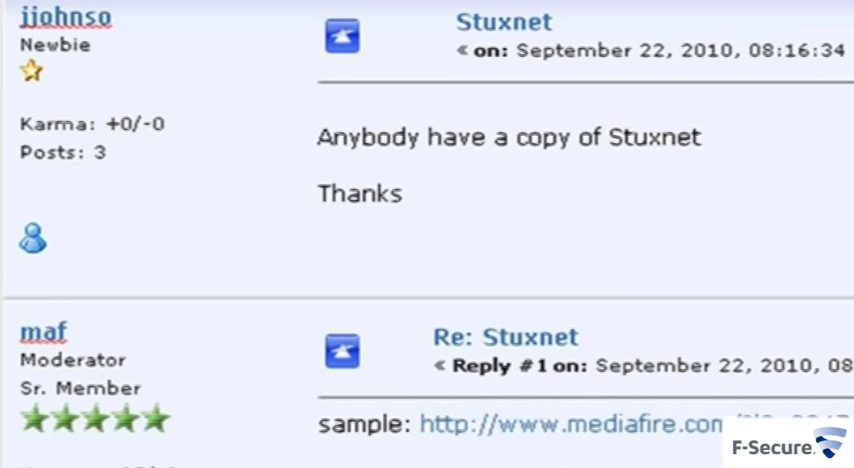 jjohnso
Newbie
Karma: +0/-0
Posts: 3
Stuxnet
« on: September 22, 2010, 08:16:34
Anybody have a copy of Stuxnet
Thanks
maf
Moderator
Sr. Member
Re: Stuxnet
« Reply #1 on: September 22, 2010, 08
sample: http://www.mediafire.com
F-Secure.